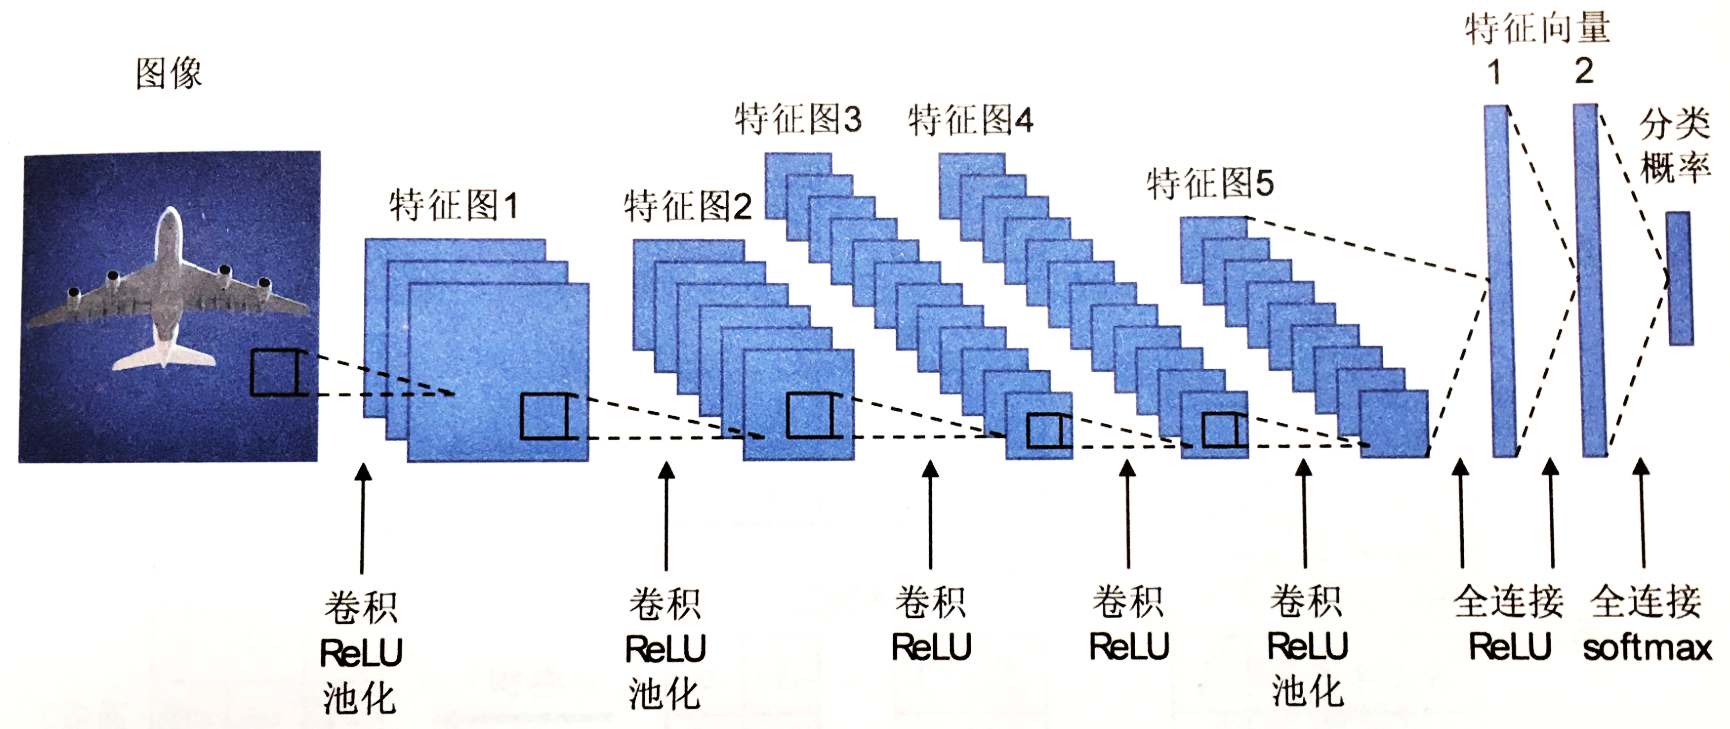 图像
特征图1
特征图2
特征图3
特征图4
特征图5
特征向量
1 2
分类
概率
卷积
ReLU
池化
卷积
ReLU
池化
卷积
ReLU
卷积
ReLU
卷积
ReLU
池化
全连接
ReLU
全连接
softmax